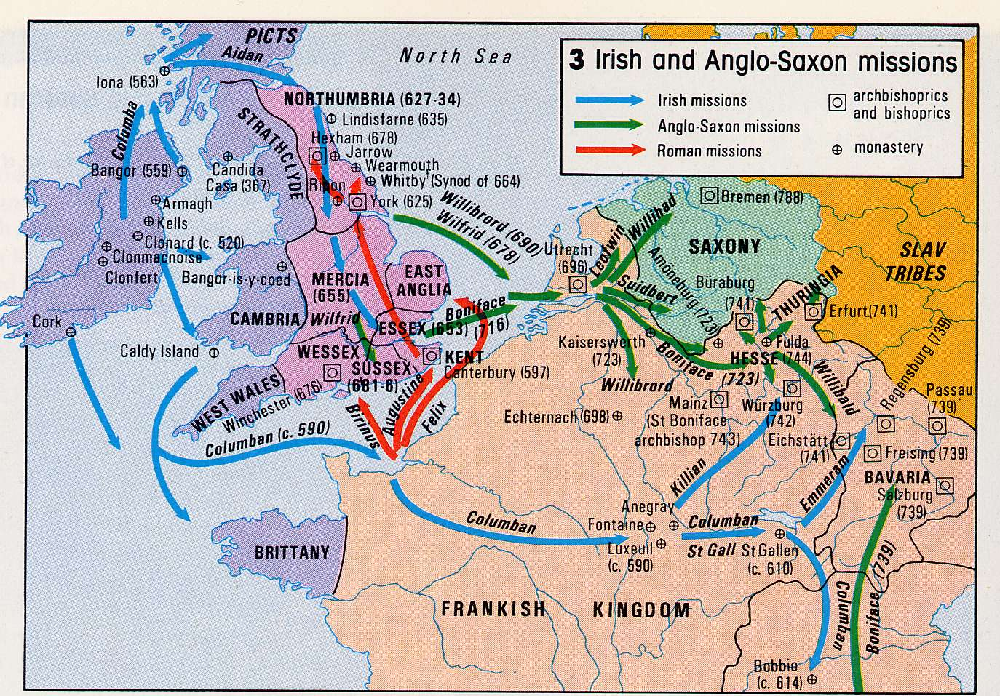 3 Irish and Anglo-Saxon missions
Irish missions
Anglo-Saxon missions
Roman missions
archbishoprics
and bishoprics
monastery
North Sea
PICTS
Aidan
Iona (563)
Columba
NORTHUMBRIA (627-34)
Lindisfarne (635)
STRATHCLYDE
Hexham (678)
Jarrow
Wearmouth
Whitby (Synod of 664)
Ripon
York (625)
Bangor (559)
Candida
Casa (367)
Armagh
Kells
Clonard (c. 520)
Clonmacnoise
Clonfert
Bangor-is-y-coed
Cork
Caldy Island
CAMBRIA
MERCIA
(655)
EAST
ANGLIA
Wilfrid
ESSEX (653)
WESSEX
SUSSEX
(681-6)
KENT
Canterbury (597)
WEST WALES
Winchester (676)
Willibrord (690)
Wilfrid (678)
Boniface
(716)
Birinus
Augustine
Felix
Columban (c. 590)
BRITTANY
Utrecht
(696)
Leofwin
Willihad
Suidbert
Bremen (788)
SAXONY
SLAV
TRIBES
Amöneburg (723)
Büraburg
(741)
THURINGIA
Erfurt (741)
Kaiserswerth
(723)
Willibrord
Boniface
(723)
HESSE
Fulda
(744)
Willibald
Regensburg (739)
Passau
(739)
Echternach (698)
Mainz
(St Boniface
archbishop 743)
Würzburg
(742)
Eichstätt
(741)
Freising (739)
BAVARIA
Salzburg
(739)
Killian
Emmeram
Anegray
Fontaine
Luxeuil
(c. 590)
Columban
Columban
St Gall
St.Gallen
(c. 610)
Columban
Boniface (739)
FRANKISH KINGDOM
Bobbio
(c. 614)